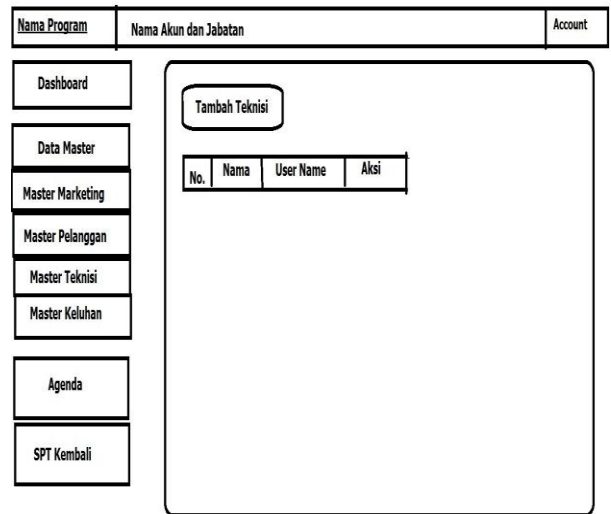 Nama Program
Nama Akun dan Jabatan
Account
Dashboard
Data Master
Master Marketing
Master Pelanggan
Master Teknisi
Master Keluhan
Agenda
SPT Kembali
Tambah Teknisi
No. Nama User Name Aksi